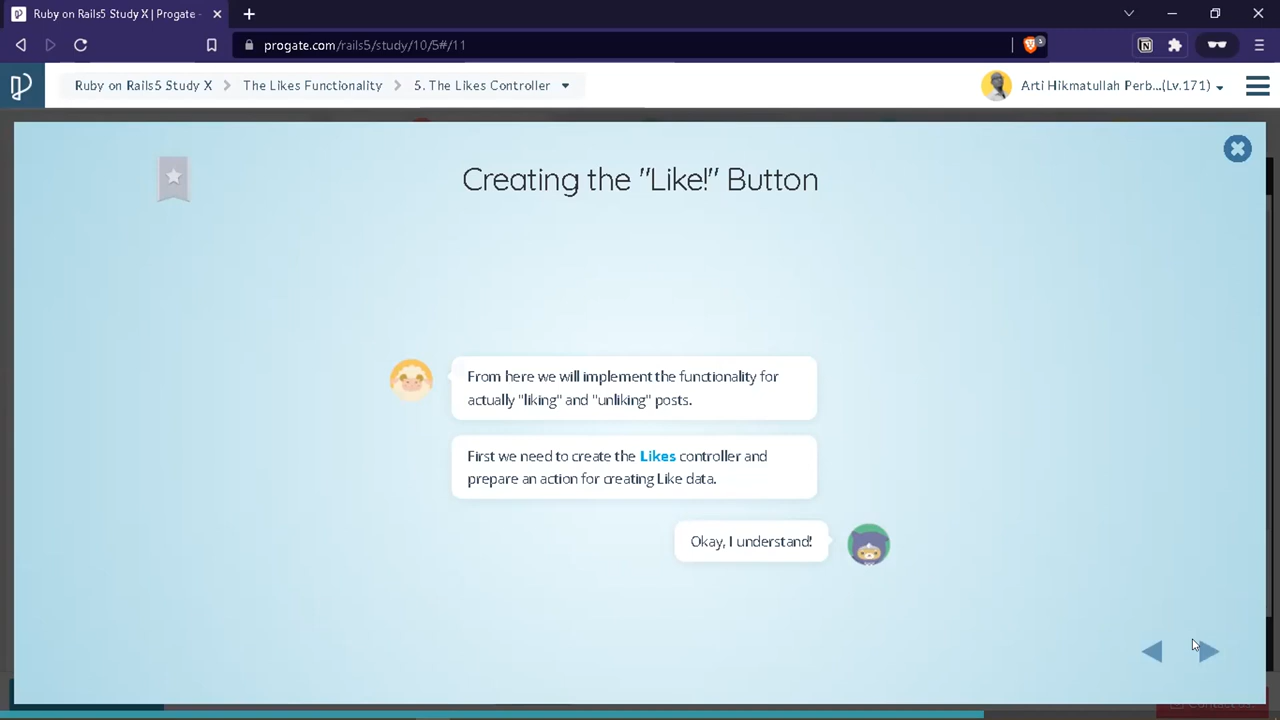 Ruby on Rails5 Study X | Progate -
progate.com/rails5/study/10/5#/11
3
Ruby on Rails5 Study X
The Likes Functionality
5. The Likes Controller
Arti Hikmatullah Perb...(Lv.171)
Creating the "Like!" Button
From here we will implement the functionality for
actually "liking" and "unliking" posts.
First we need to create the Likes controller and
prepare an action for creating Like data.
Okay, I understand!